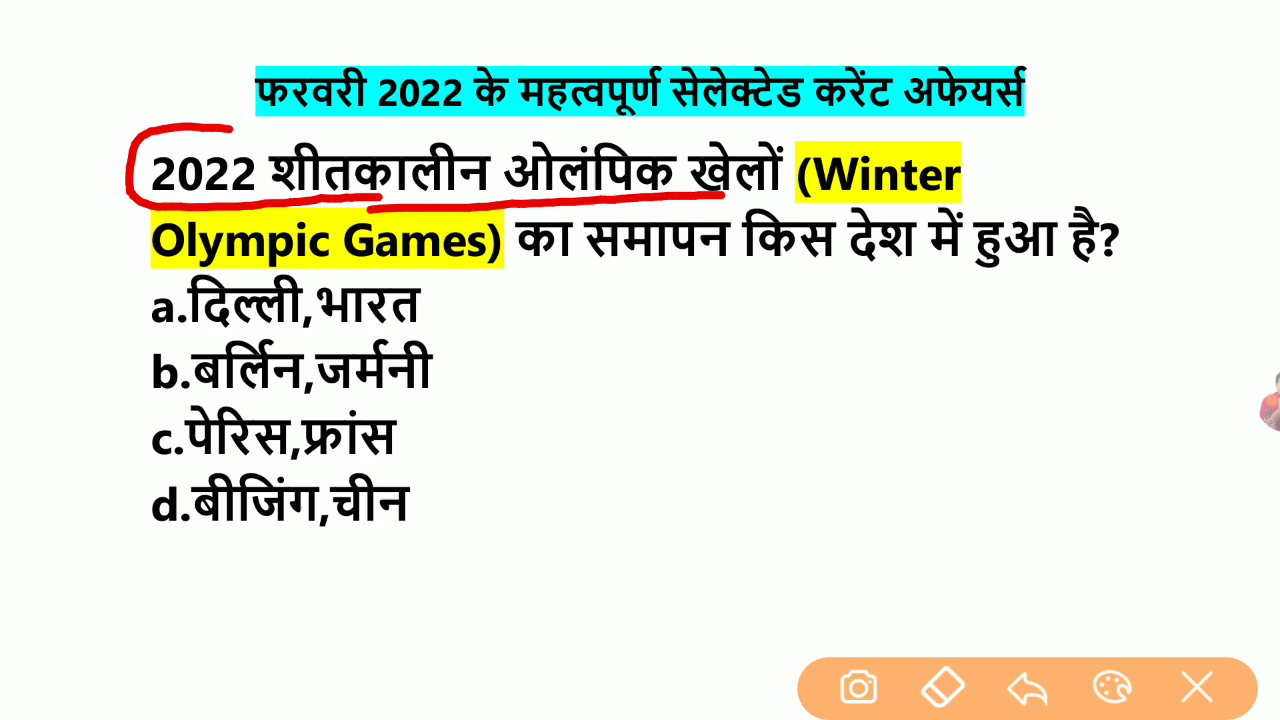 फरवरी 2022 के महत्वपूर्ण सेलेक्टेड करेंट अफेयर्स
2022 शीतकालीन ओलंपिक खेलों (Winter
Olympic Games) का समापन किस देश में हुआ है?
a.दिल्ली,भारत
b.बर्लिन,जर्मनी
c.पेरिस,फ्रांस
d.बीजिंग,चीन